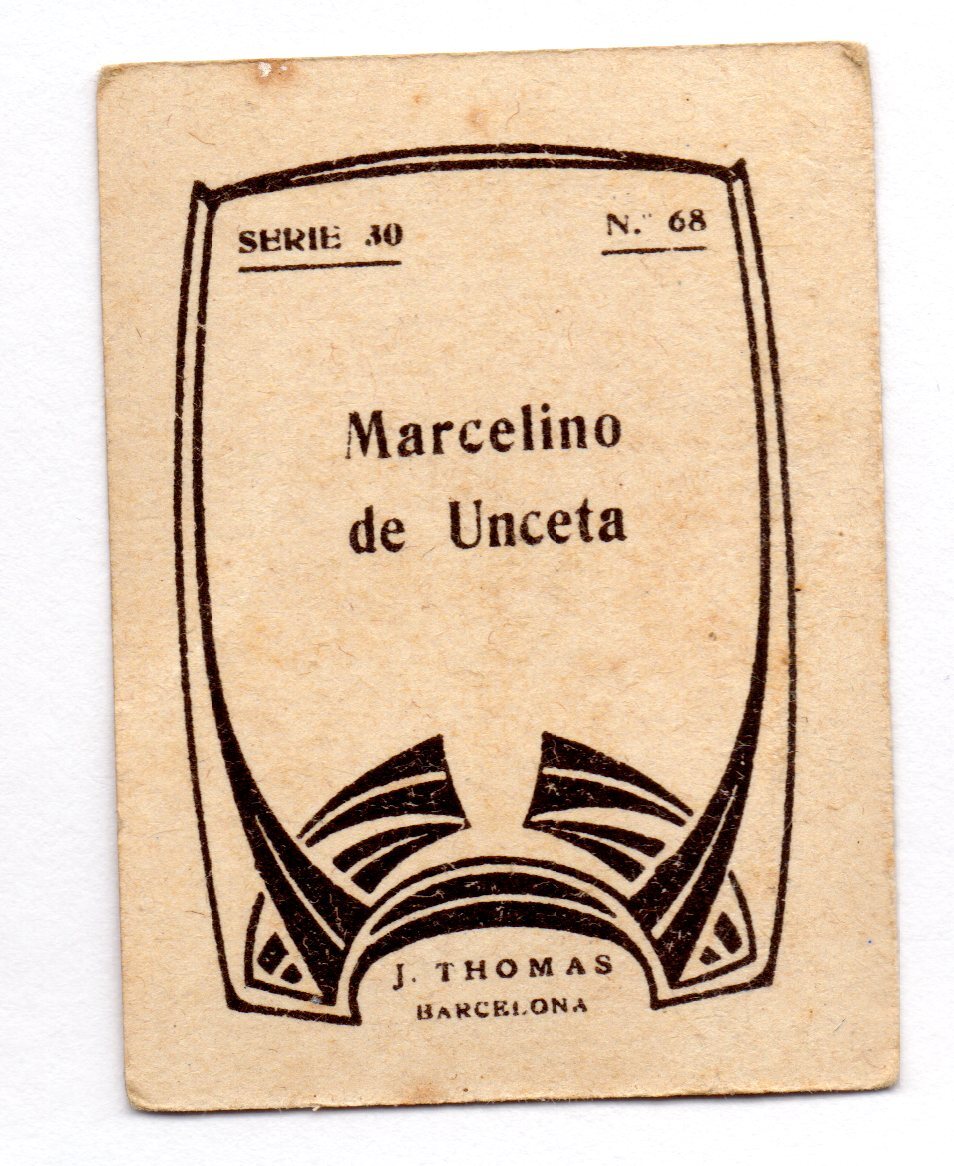 SERIE 30 N.º 68
Marcelino
de Unceta
J. THOMAS
BARCELONA